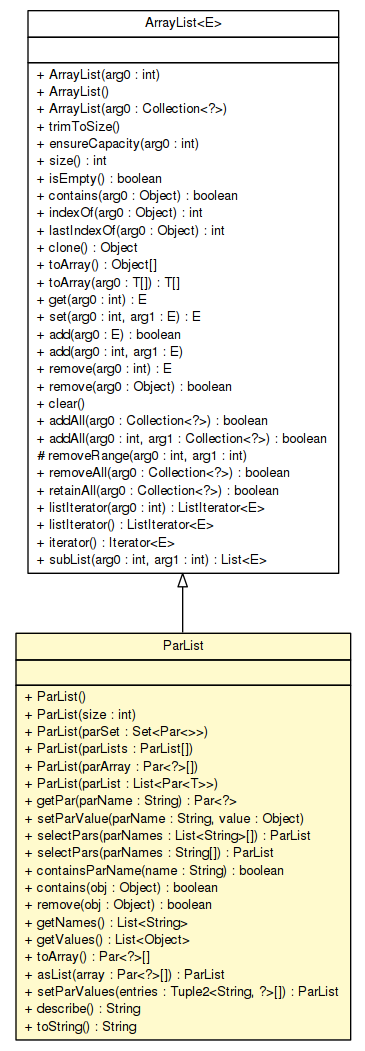 ArrayList<E>
+ ArrayList(arg0 : int)
+ ArrayList()
+ ArrayList(arg0 : Collection<?>)
+ trimToSize()
+ ensureCapacity(arg0 : int)
+ size() : int
+ isEmpty() : boolean
+ contains(arg0 : Object) : boolean
+ indexOf(arg0 : Object) : int
+ lastIndexOf(arg0 : Object) : int
+ clone() : Object
+ toArray() : Object[]
+ toArray(arg0 : T[]) : T[]
+ get(arg0 : int) : E
+ set(arg0 : int, arg1 : E) : E
+ add(arg0 : E) : boolean
+ add(arg0 : int, arg1 : E)
+ remove(arg0 : int) : E
+ remove(arg0 : Object) : boolean
+ clear()
+ addAll(arg0 : Collection<?>) : boolean
+ addAll(arg0 : int, arg1 : Collection<?>) : boolean
# removeRange(arg0 : int, arg1 : int)
+ removeAll(arg0 : Collection<?>) : boolean
+ retainAll(arg0 : Collection<?>) : boolean
+ listIterator(arg0 : int) : ListIterator<E>
+ listIterator() : ListIterator<E>
+ iterator() : Iterator<E>
+ subList(arg0 : int, arg1 : int) : List<E>
ParList
+ ParList()
+ ParList(size : int)
+ ParList(parSet : Set<Par<>>)
+ ParList(parLists : ParList[])
+ ParList(parArray : Par<?>[])
+ ParList(parList : List<Par<T>>)
+ getPar(parName : String) : Par<?>
+ setParValue(parName : String, value : Object)
+ selectPars(parNames : List<String>[]) : ParList
+ selectPars(parNames : String[]) : ParList
+ containsParName(name : String) : boolean
+ contains(obj : Object) : boolean
+ remove(obj : Object) : boolean
+ getNames() : List<String>
+ getValues() : List<Object>
+ toArray() : Par<?>[]
+ asList(array : Par<?>[]) : ParList
+ setParValues(entries : Tuple2<String, ?>[]) : ParList
+ describe() : String
+ toString() : String